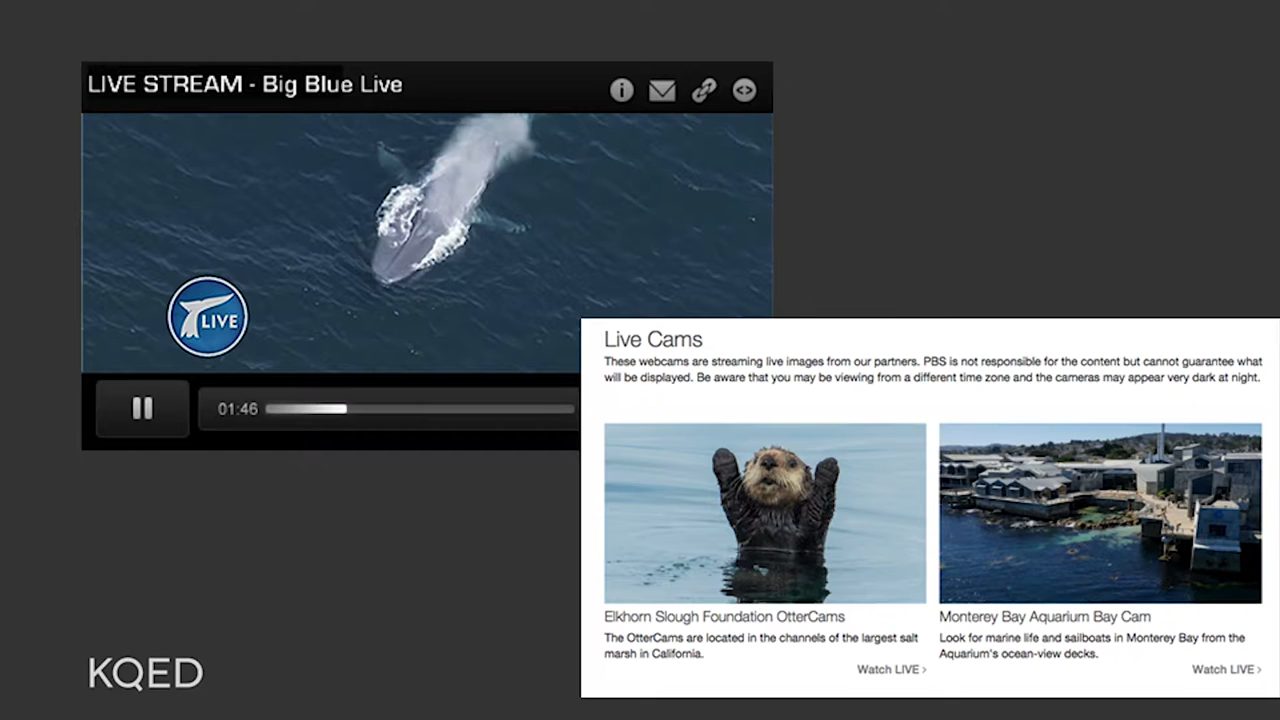 LIVE STREAM - Big Blue Live
LIVE
01:46
Live Cams
These webcams are streaming live images from our partners. PBS is not responsible for the content but cannot guarantee what
will be displayed. Be aware that you may be viewing from a different time zone and the cameras may appear very dark at night.
Elkhorn Slough Foundation OtterCams
The OtterCams are located in the channels of the largest salt
marsh in California.
Watch LIVE ›
Monterey Bay Aquarium Bay Cam
Look for marine life and sailboats in Monterey Bay from the
Aquarium's ocean-view decks.
Watch LIVE ›
KQED